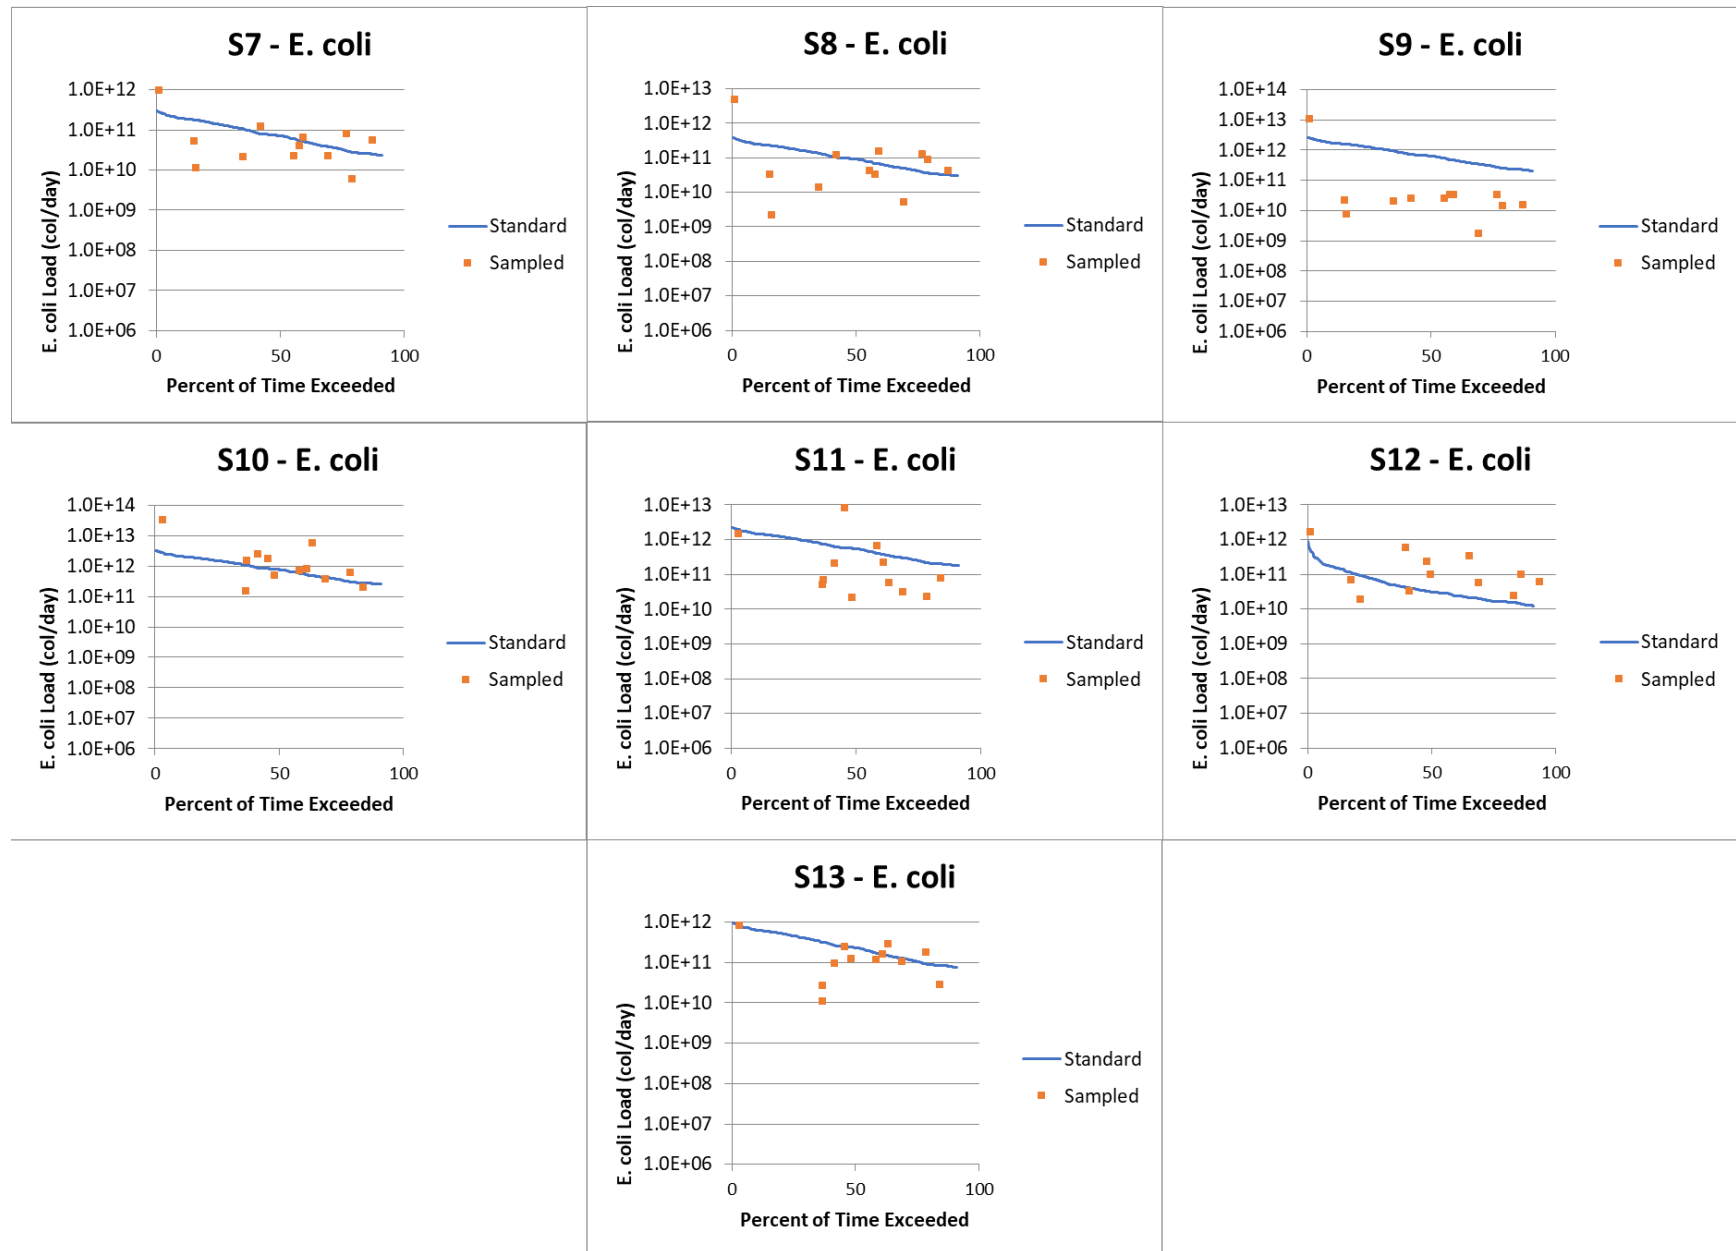 S7 - E. coli
1.0E+12
1.0E+11
1.0E+10
1.0E+09
1.0E+08
1.0E+07
1.0E+06
E. coli Load (col/day)
0 50 100
Percent of Time Exceeded
Standard
Sampled
S8 - E. coli
1.0E+13
1.0E+12
1.0E+11
1.0E+10
1.0E+09
1.0E+08
1.0E+07
1.0E+06
E. coli Load (col/day)
0 50 100
Percent of Time Exceeded
Standard
Sampled
S9 - E. coli
1.0E+14
1.0E+13
1.0E+12
1.0E+11
1.0E+10
1.0E+09
1.0E+08
1.0E+07
1.0E+06
E. coli Load (col/day)
0 50 100
Percent of Time Exceeded
Standard
Sampled
S10 - E. coli
1.0E+14
1.0E+13
1.0E+12
1.0E+11
1.0E+10
1.0E+09
1.0E+08
1.0E+07
1.0E+06
E. coli Load (col/day)
0 50 100
Percent of Time Exceeded
Standard
Sampled
S11 - E. coli
1.0E+13
1.0E+12
1.0E+11
1.0E+10
1.0E+09
1.0E+08
1.0E+07
1.0E+06
E. coli Load (col/day)
0 50 100
Percent of Time Exceeded
Standard
Sampled
S12 - E. coli
1.0E+13
1.0E+12
1.0E+11
1.0E+10
1.0E+09
1.0E+08
1.0E+07
1.0E+06
E. coli Load (col/day)
0 50 100
Percent of Time Exceeded
Standard
Sampled
S13 - E. coli
1.0E+12
1.0E+11
1.0E+10
1.0E+09
1.0E+08
1.0E+07
1.0E+06
E. coli Load (col/day)
0 50 100
Percent of Time Exceeded
Standard
Sampled